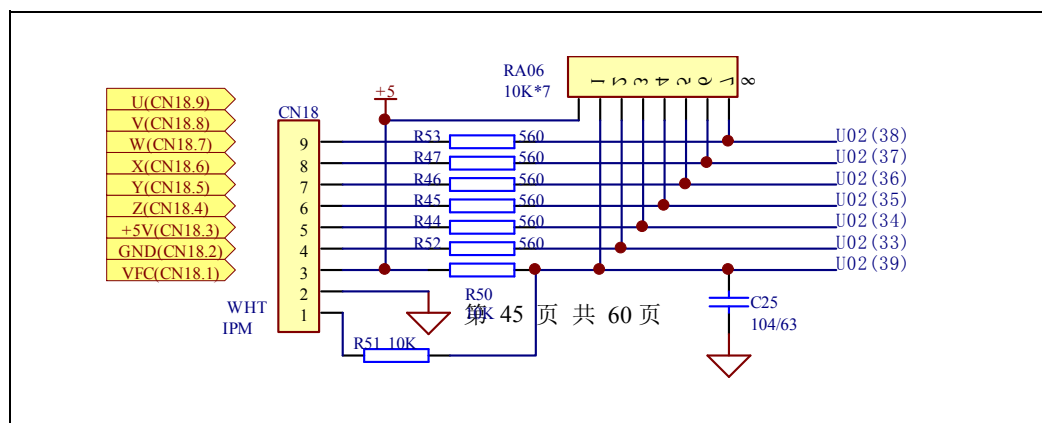 RA06
10K*7
1 2 3 4 5 6 7 8
+5
CN18
U(CN18.9)
V(CN18.8)
W(CN18.7)
X(CN18.6)
Y(CN18.5)
Z(CN18.4)
+5V(CN18.3)
GND(CN18.2)
VFC(CN18.1)
9
8
7
6
5
4
3
2
1
WHT
IPM
R53 560
R47 560
R46 560
R45 560
R44 560
R52 560
R50
10K
R51 10K
U02(38)
U02(37)
U02(36)
U02(35)
U02(34)
U02(33)
U02(39)
C25
104/63
第 45 页 共 60 页